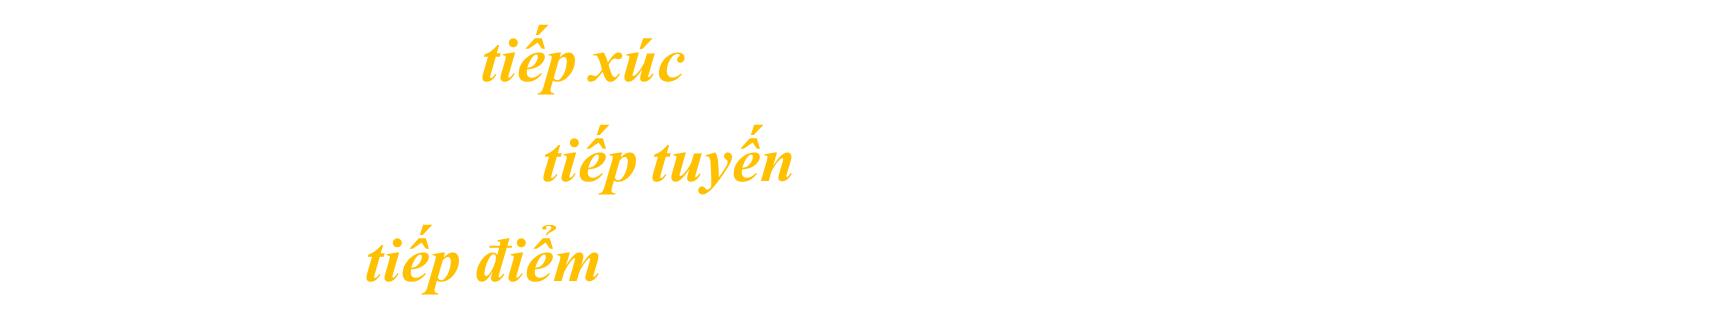 tiếp xúc
tiếp tuyến
tiếp điểm